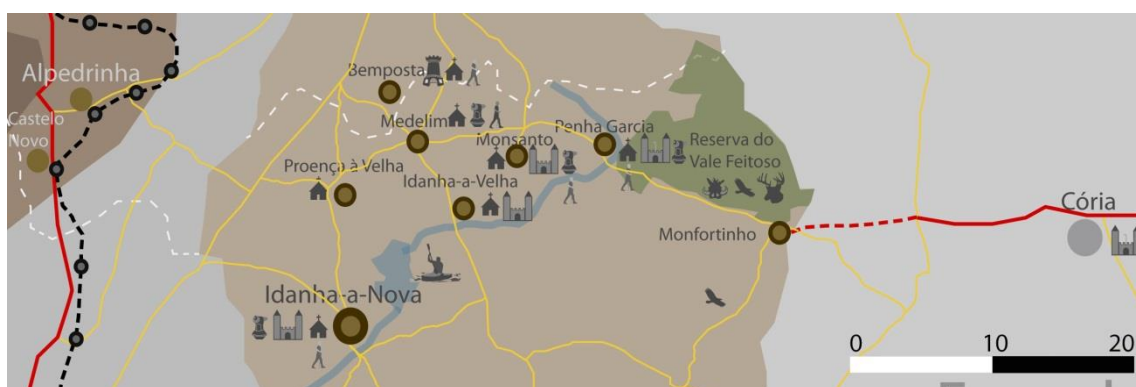 Alpedrinha
Castelo
Novo
Bemposta
Medelim
Monsanto
Penha Garcia
Reserva do
Vale Feitoso
Proença à Velha
Idanha-a-Velha
Monfortinho
Cória
Idanha-a-Nova
0 10 20